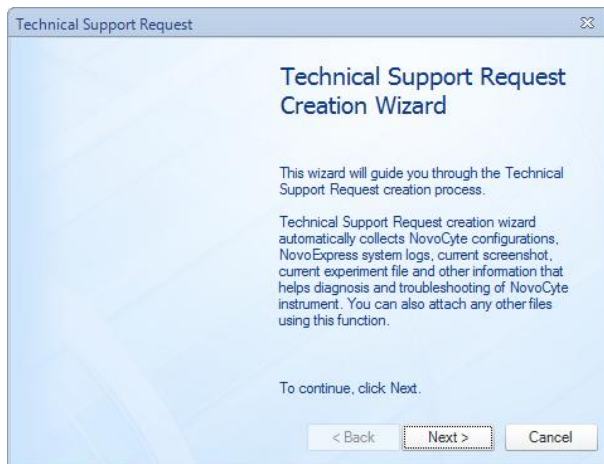 Technical Support Request
Technical Support Request
Creation Wizard
This wizard will guide you through the Technical
Support Request creation process.
Technical Support Request creation wizard
automatically collects NovoCyte configurations,
NovoExpress system logs, current screenshot,
current experiment file and other information that
helps diagnosis and troubleshooting of NovoCyte
instrument. You can also attach any other files
using this function.
To continue, click Next.
< Back
Next >
Cancel